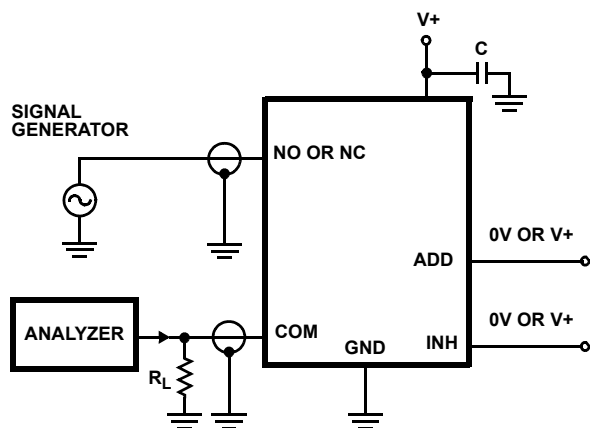 V+
C
SIGNAL
GENERATOR
NO OR NC
0V OR V+
ADD
0V OR V+
ANALYZER
COM
INH
GND
RL